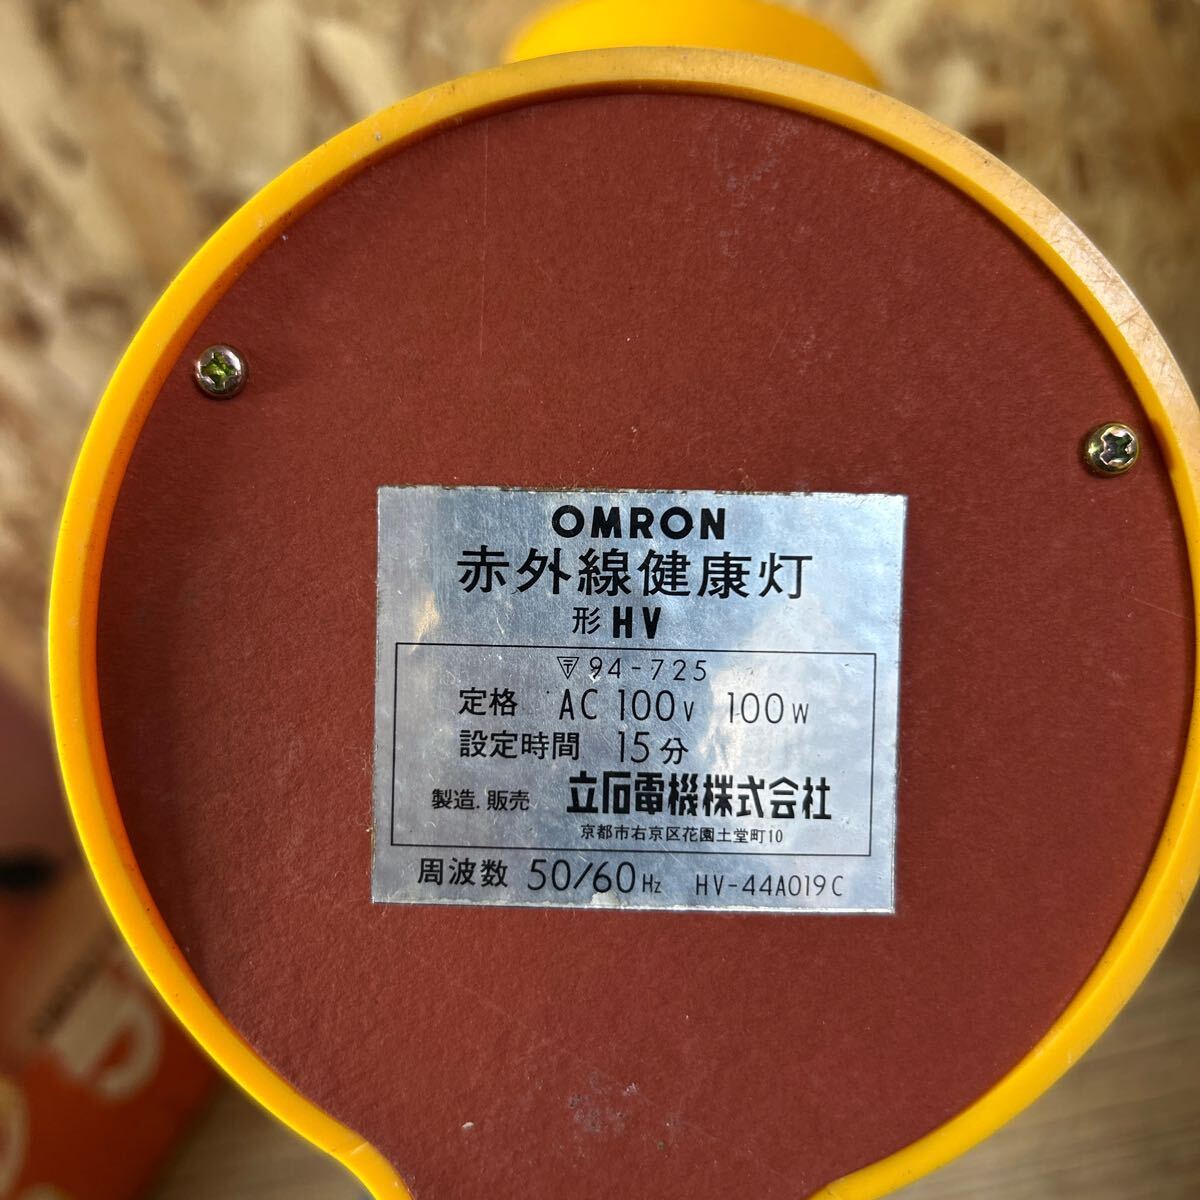 OMRON
赤外線健康灯
形 HV
〒94-725
定格 AC 100V 100W
設定時間 15分
製造.販売 立石電機株式会社
京都市右京区花園土堂町10
周波数 50/60Hz HV-44A019C